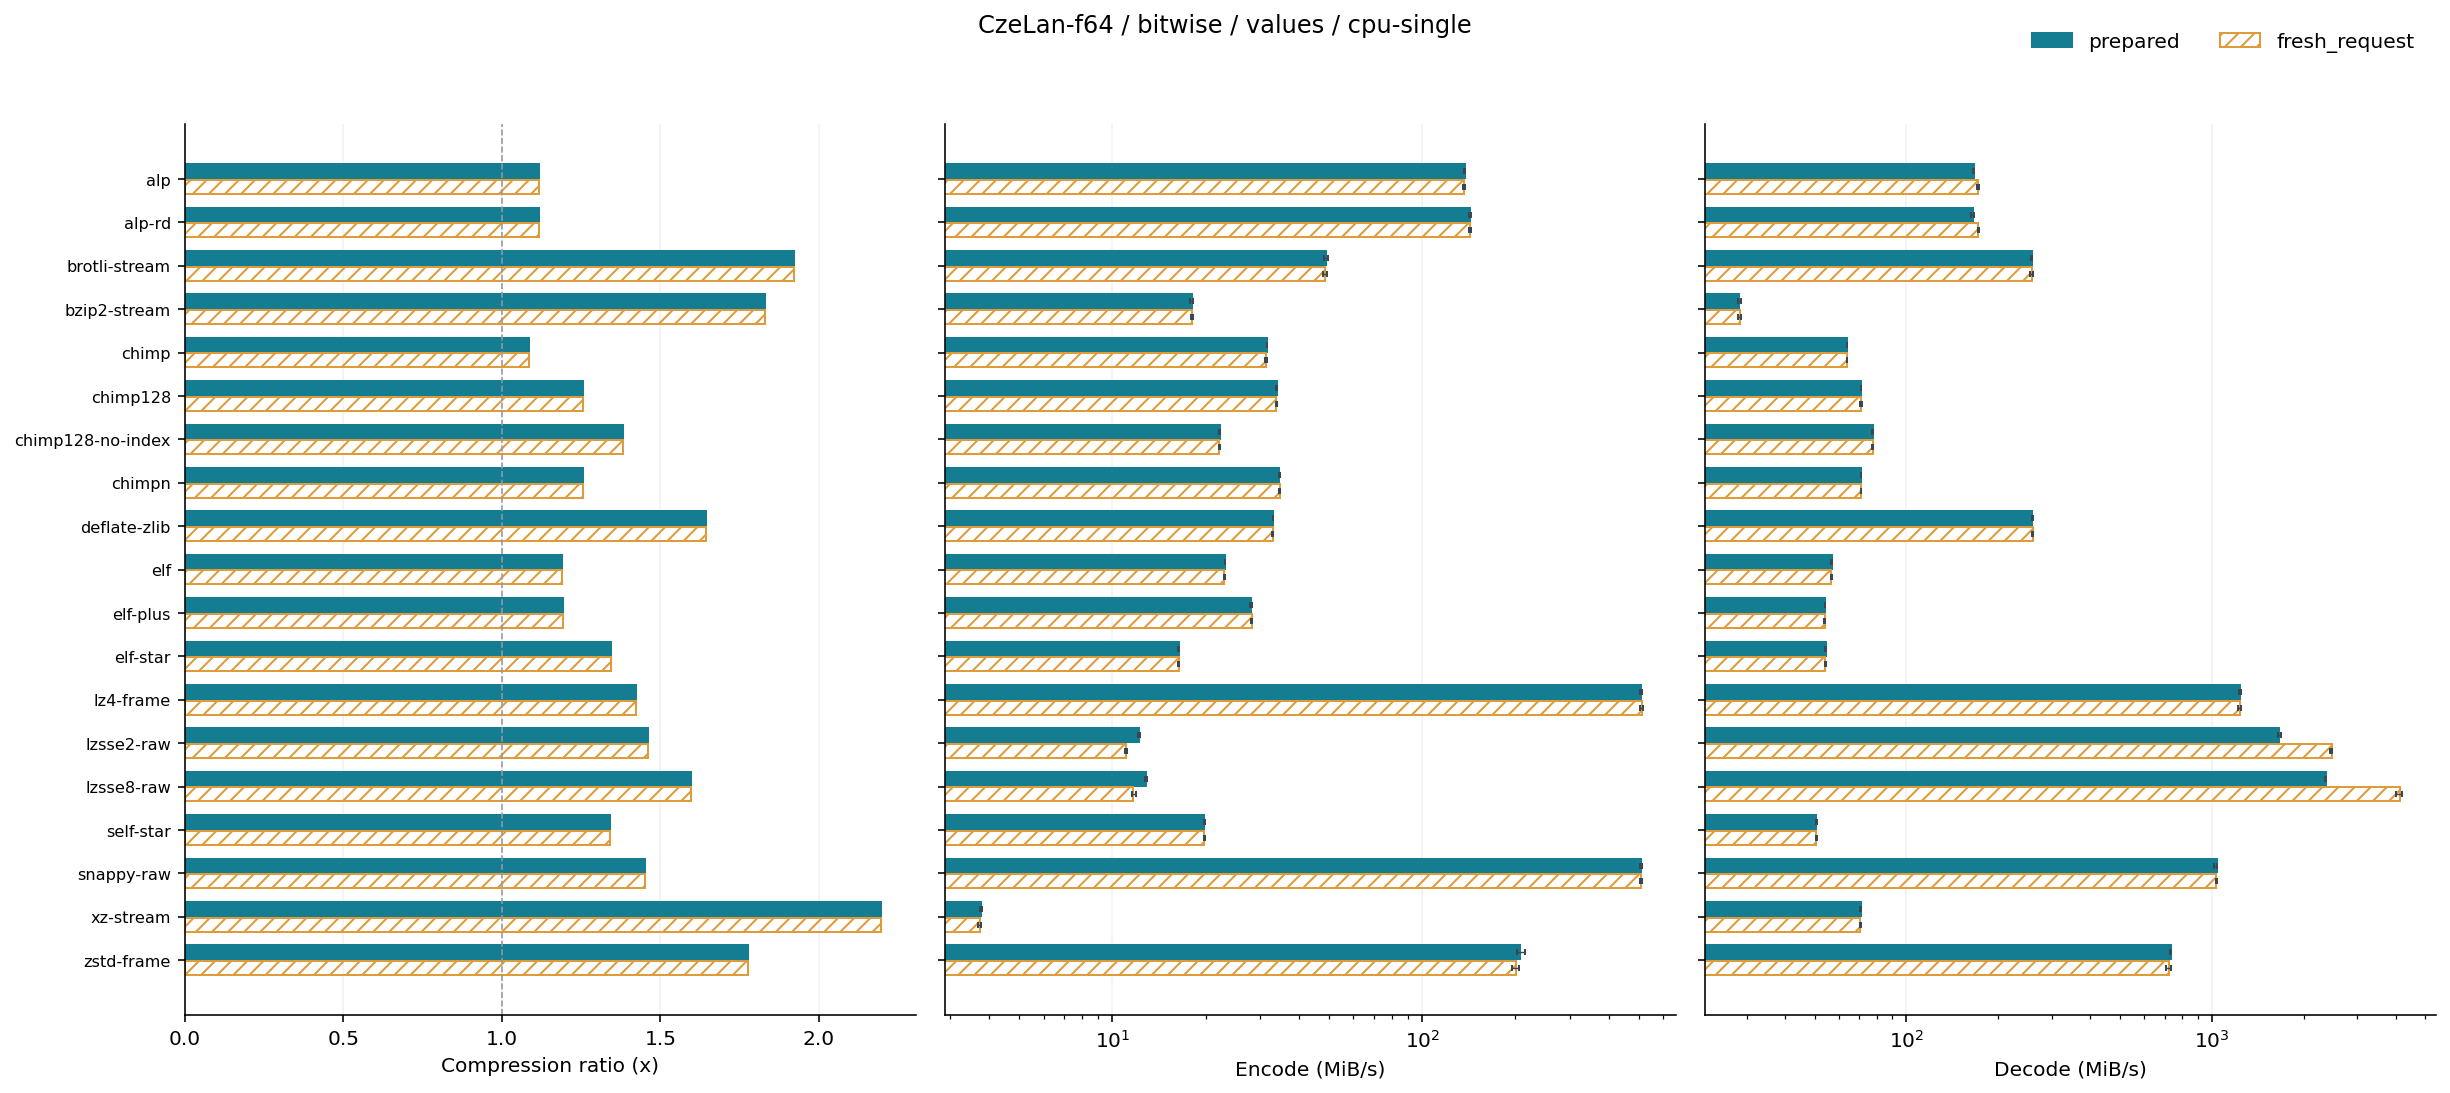 CzeLan-f64 / bitwise / values / cpu-single
prepared
fresh_request
alp
alp-rd
brotli-stream
bzip2-stream
chimp
chimp128
chimp128-no-index
chimpn
deflate-zlib
elf
elf-plus
elf-star
lz4-frame
lzsse2-raw
lzsse8-raw
self-star
snappy-raw
xz-stream
zstd-frame
0.0 0.5 1.0 1.5 2.0
Compression ratio (x)
10¹ 10²
Encode (MiB/s)
10² 10³
Decode (MiB/s)